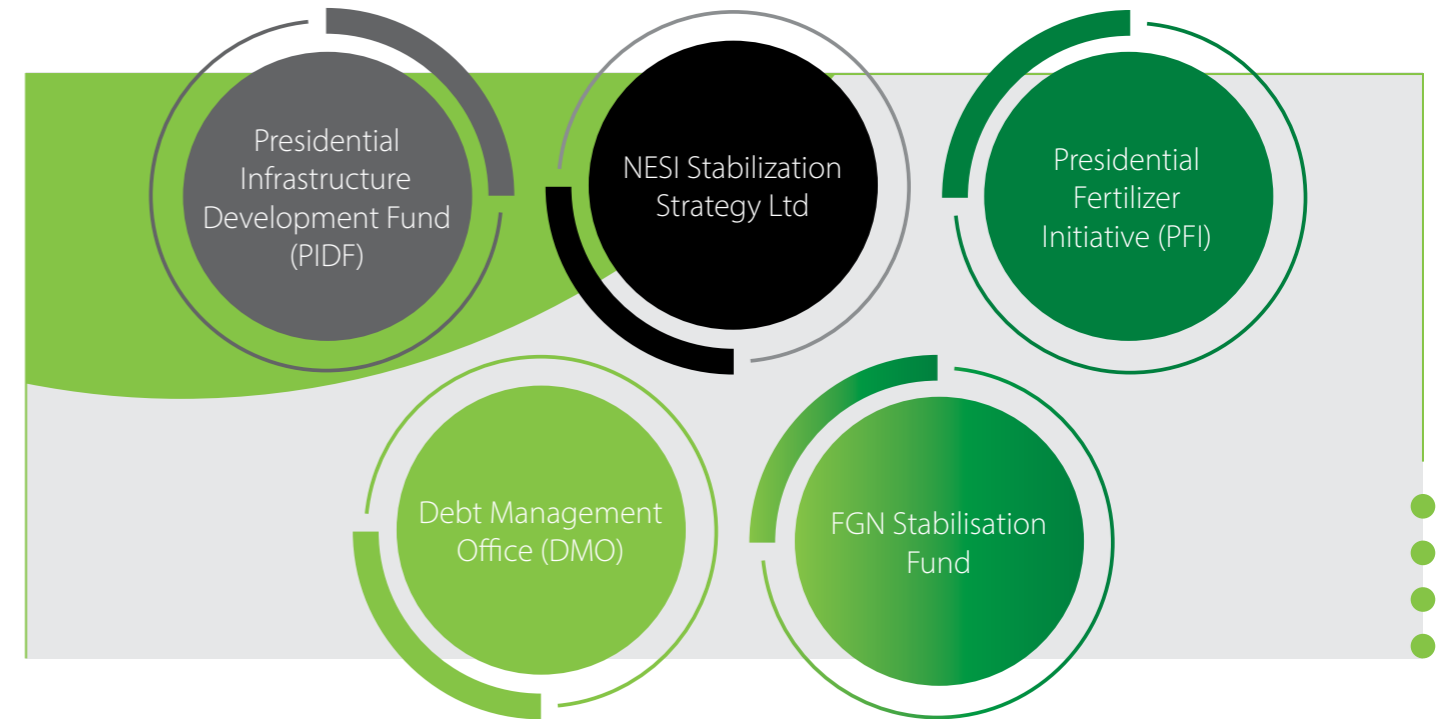 Presidential
Infrastructure
Development Fund
(PIDF)
NESI Stabilization
Strategy Ltd
Presidential
Fertilizer
Initiative (PFI)
Debt Management
Office (DMO)
FGN Stabilisation
Fund